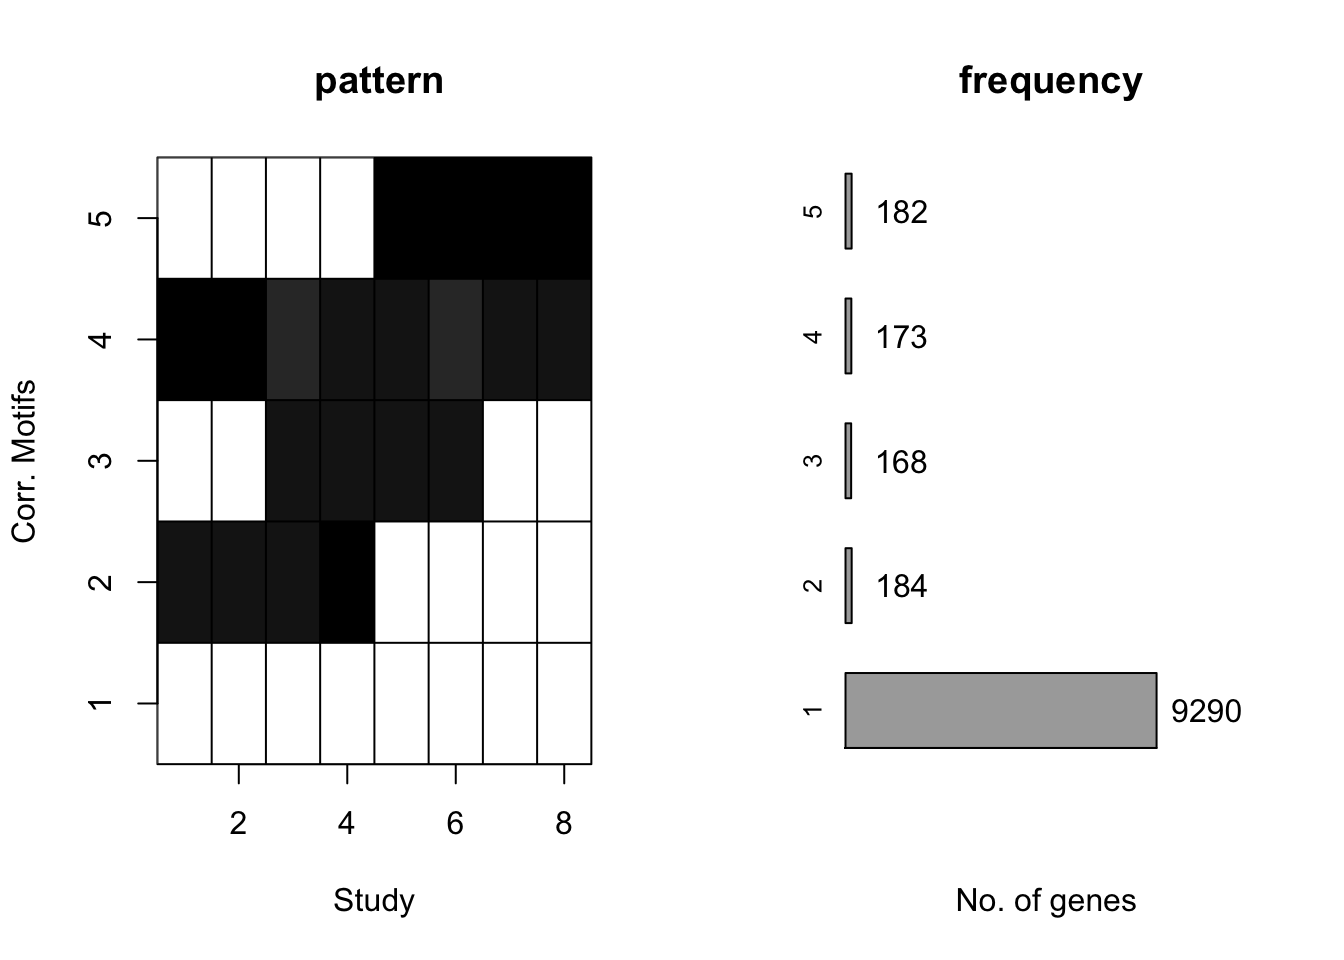 pattern
Corr. Motifs
5
4
3
2
1
2 4 6 8
Study
frequency
5 182
4 173
3 168
2 184
1 9290
No. of genes